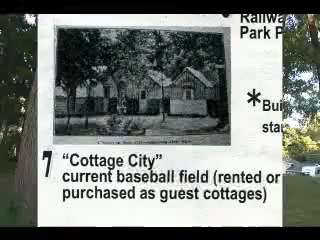 Railwa
Park P
*Bui
sta
7 "Cottage City"
current baseball field (rented or
purchased as guest cottages)